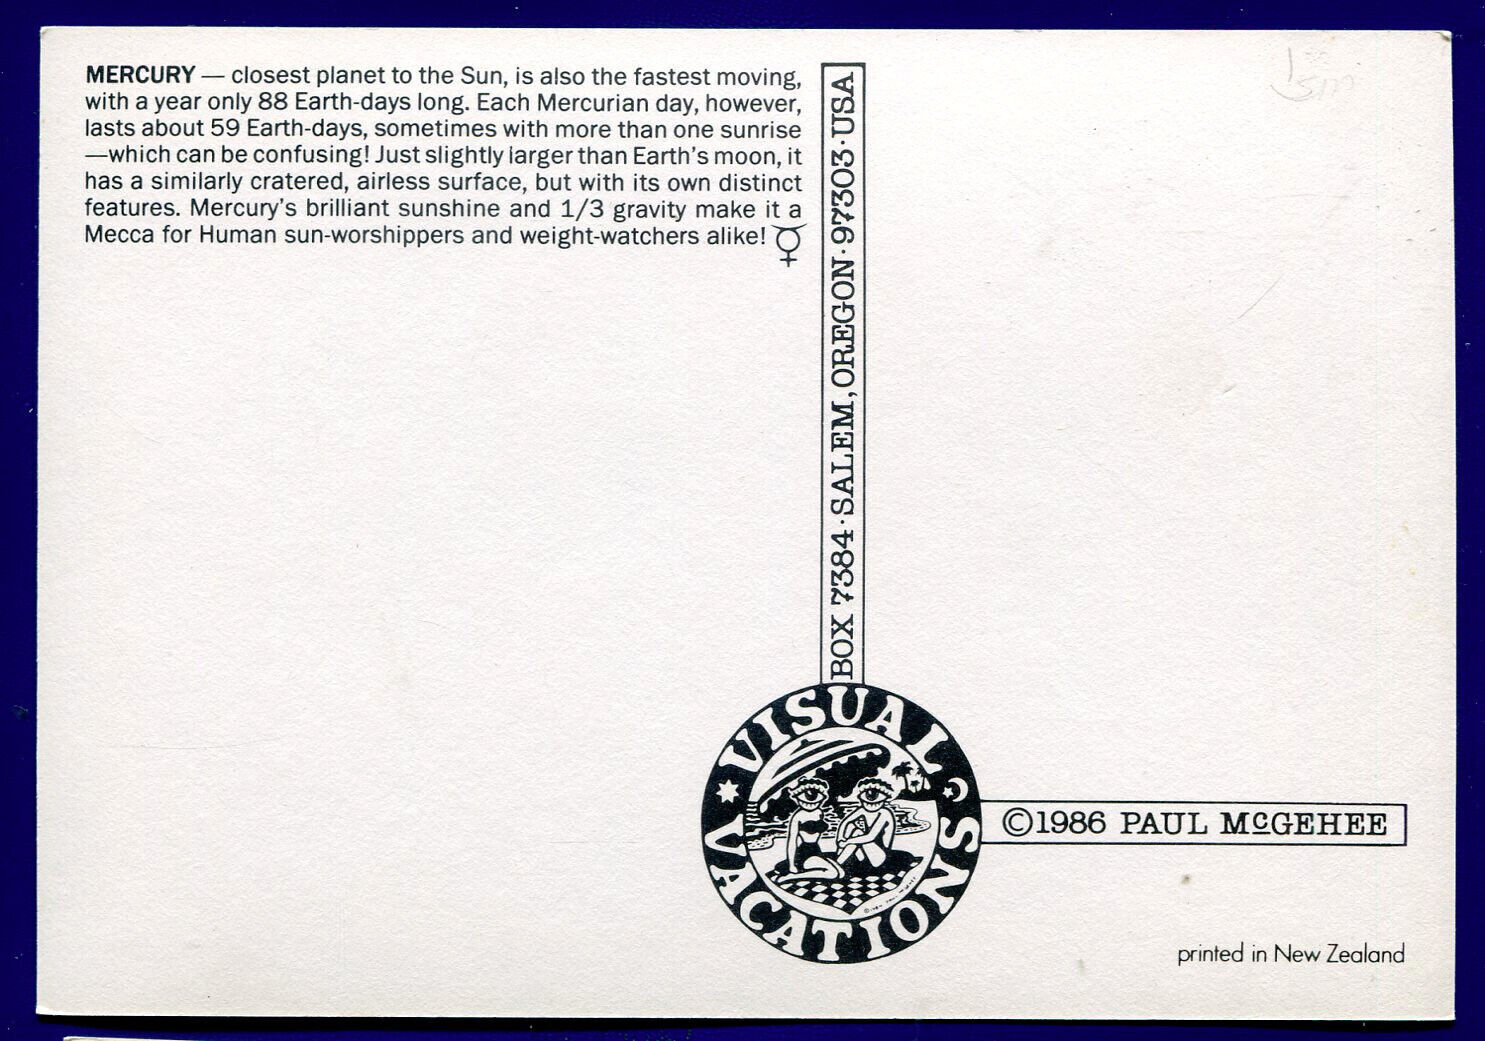 MERCURY — closest planet to the Sun, is also the fastest moving,
with a year only 88 Earth-days long. Each Mercurian day, however,
lasts about 59 Earth-days, sometimes with more than one sunrise
—which can be confusing! Just slightly larger than Earth's moon, it
has a similarly cratered, airless surface, but with its own distinct
features. Mercury's brilliant sunshine and 1/3 gravity make it a
Mecca for Human sun-worshippers and weight-watchers alike! ☿
BOX 7384·SALEM, OREGON·97303·USA
VISUAL
VACATIONS
©1986 PAUL McGEHEE
printed in New Zealand